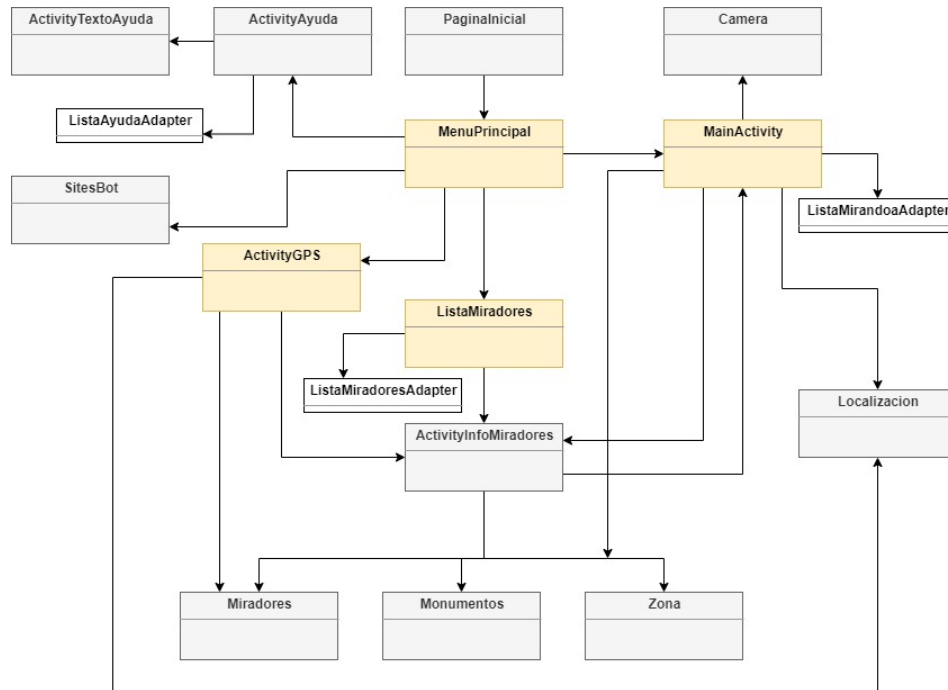 ActivityTextoAyuda
ActivityAyuda
PaginaInicial
Camera
ListaAyudaAdapter
MenuPrincipal
MainActivity
SitesBot
ListaMirandoaAdapter
ActivityGPS
ListaMiradores
ListaMiradoresAdapter
Localizacion
ActivityInfoMiradores
Miradores
Monumentos
Zona